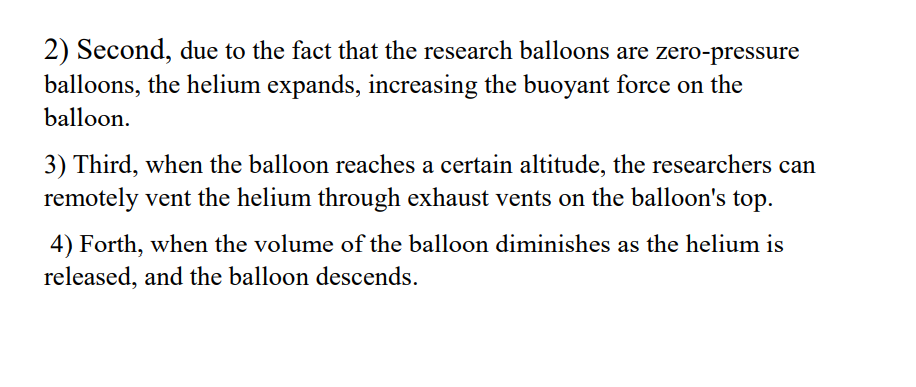 2) Second, due to the fact that the research balloons are zero-pressure
balloons, the helium expands, increasing the buoyant force on the
balloon.
3) Third, when the balloon reaches a certain altitude, the researchers can
remotely vent the helium through exhaust vents on the balloon's top.
4) Forth, when the volume of the balloon diminishes as the helium is
released, and the balloon descends.